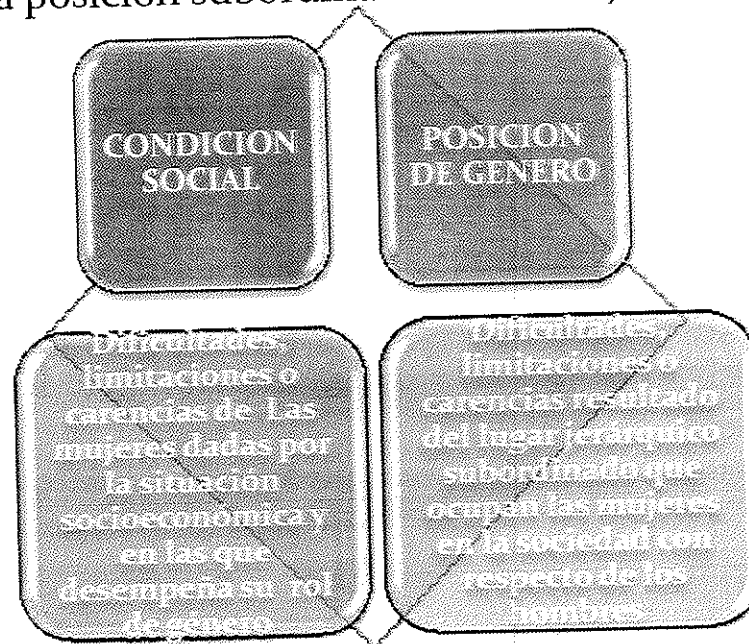 a posición
CONDICION
SOCIAL
POSICION
DE GENERO
Dificultades,
limitaciones o
carencias de Las
mujeres dadas por
la situación
socioeconómica y
en las que
desempeña su rol
de genero
Dificultades,
limitaciones o
carencias resultado
del lugar jerárquico
subordinado que
ocupan las mujeres
en la sociedad con
respecto de los
hombres